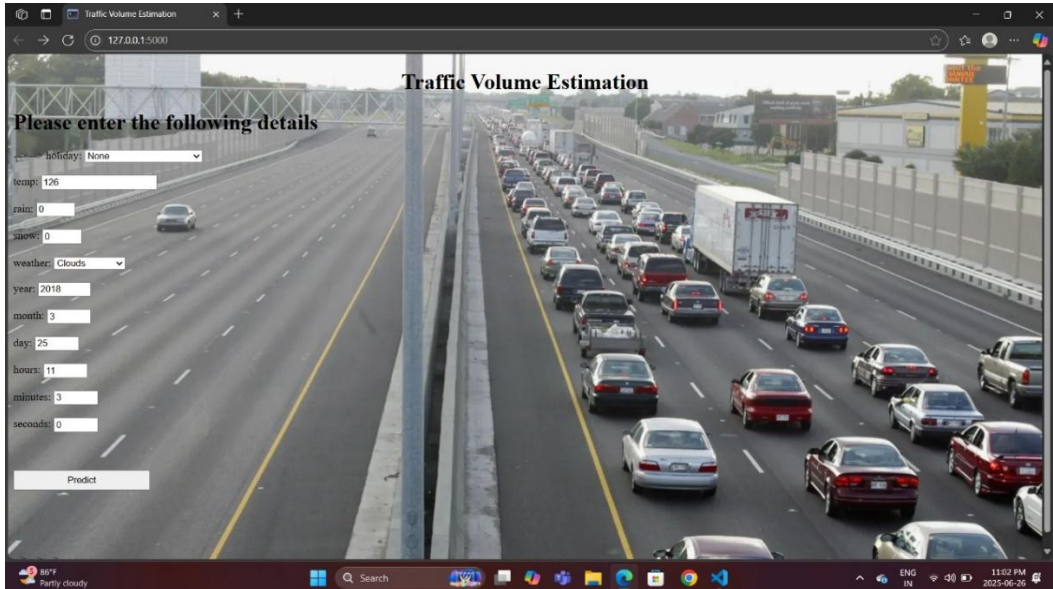 Traffic Volume Estimation
127.0.0.1:5000
Traffic Volume Estimation
Please enter the following details
holiday: None
temp: 126
rain: 0
snow: 0
weather: Clouds
year: 2018
month: 3
day: 25
hours: 11
minutes: 3
seconds: 0
Predict
5
86°F
Partly cloudy
Search
ENG
IN
11:02 PM
2025-06-26